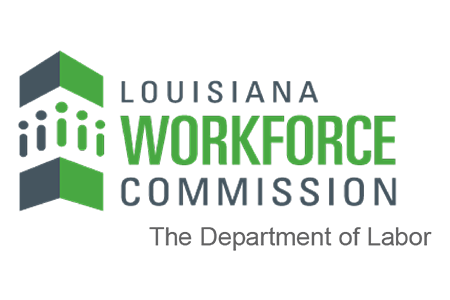 LOUISIANA
WORKFORCE
COMMISSION
The Department of Labor